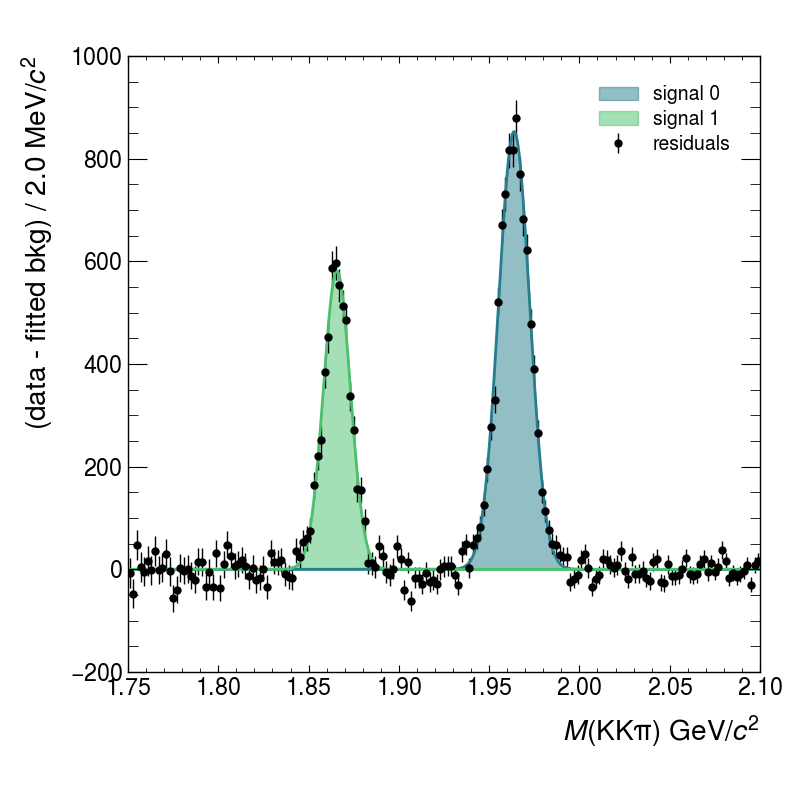 (data - fitted bkg) / 2.0 MeV/c²
1000
800
600
400
200
0
−200
signal 0
signal 1
residuals
1.75 1.80 1.85 1.90 1.95 2.00 2.05 2.10
M(KKπ) GeV/c²